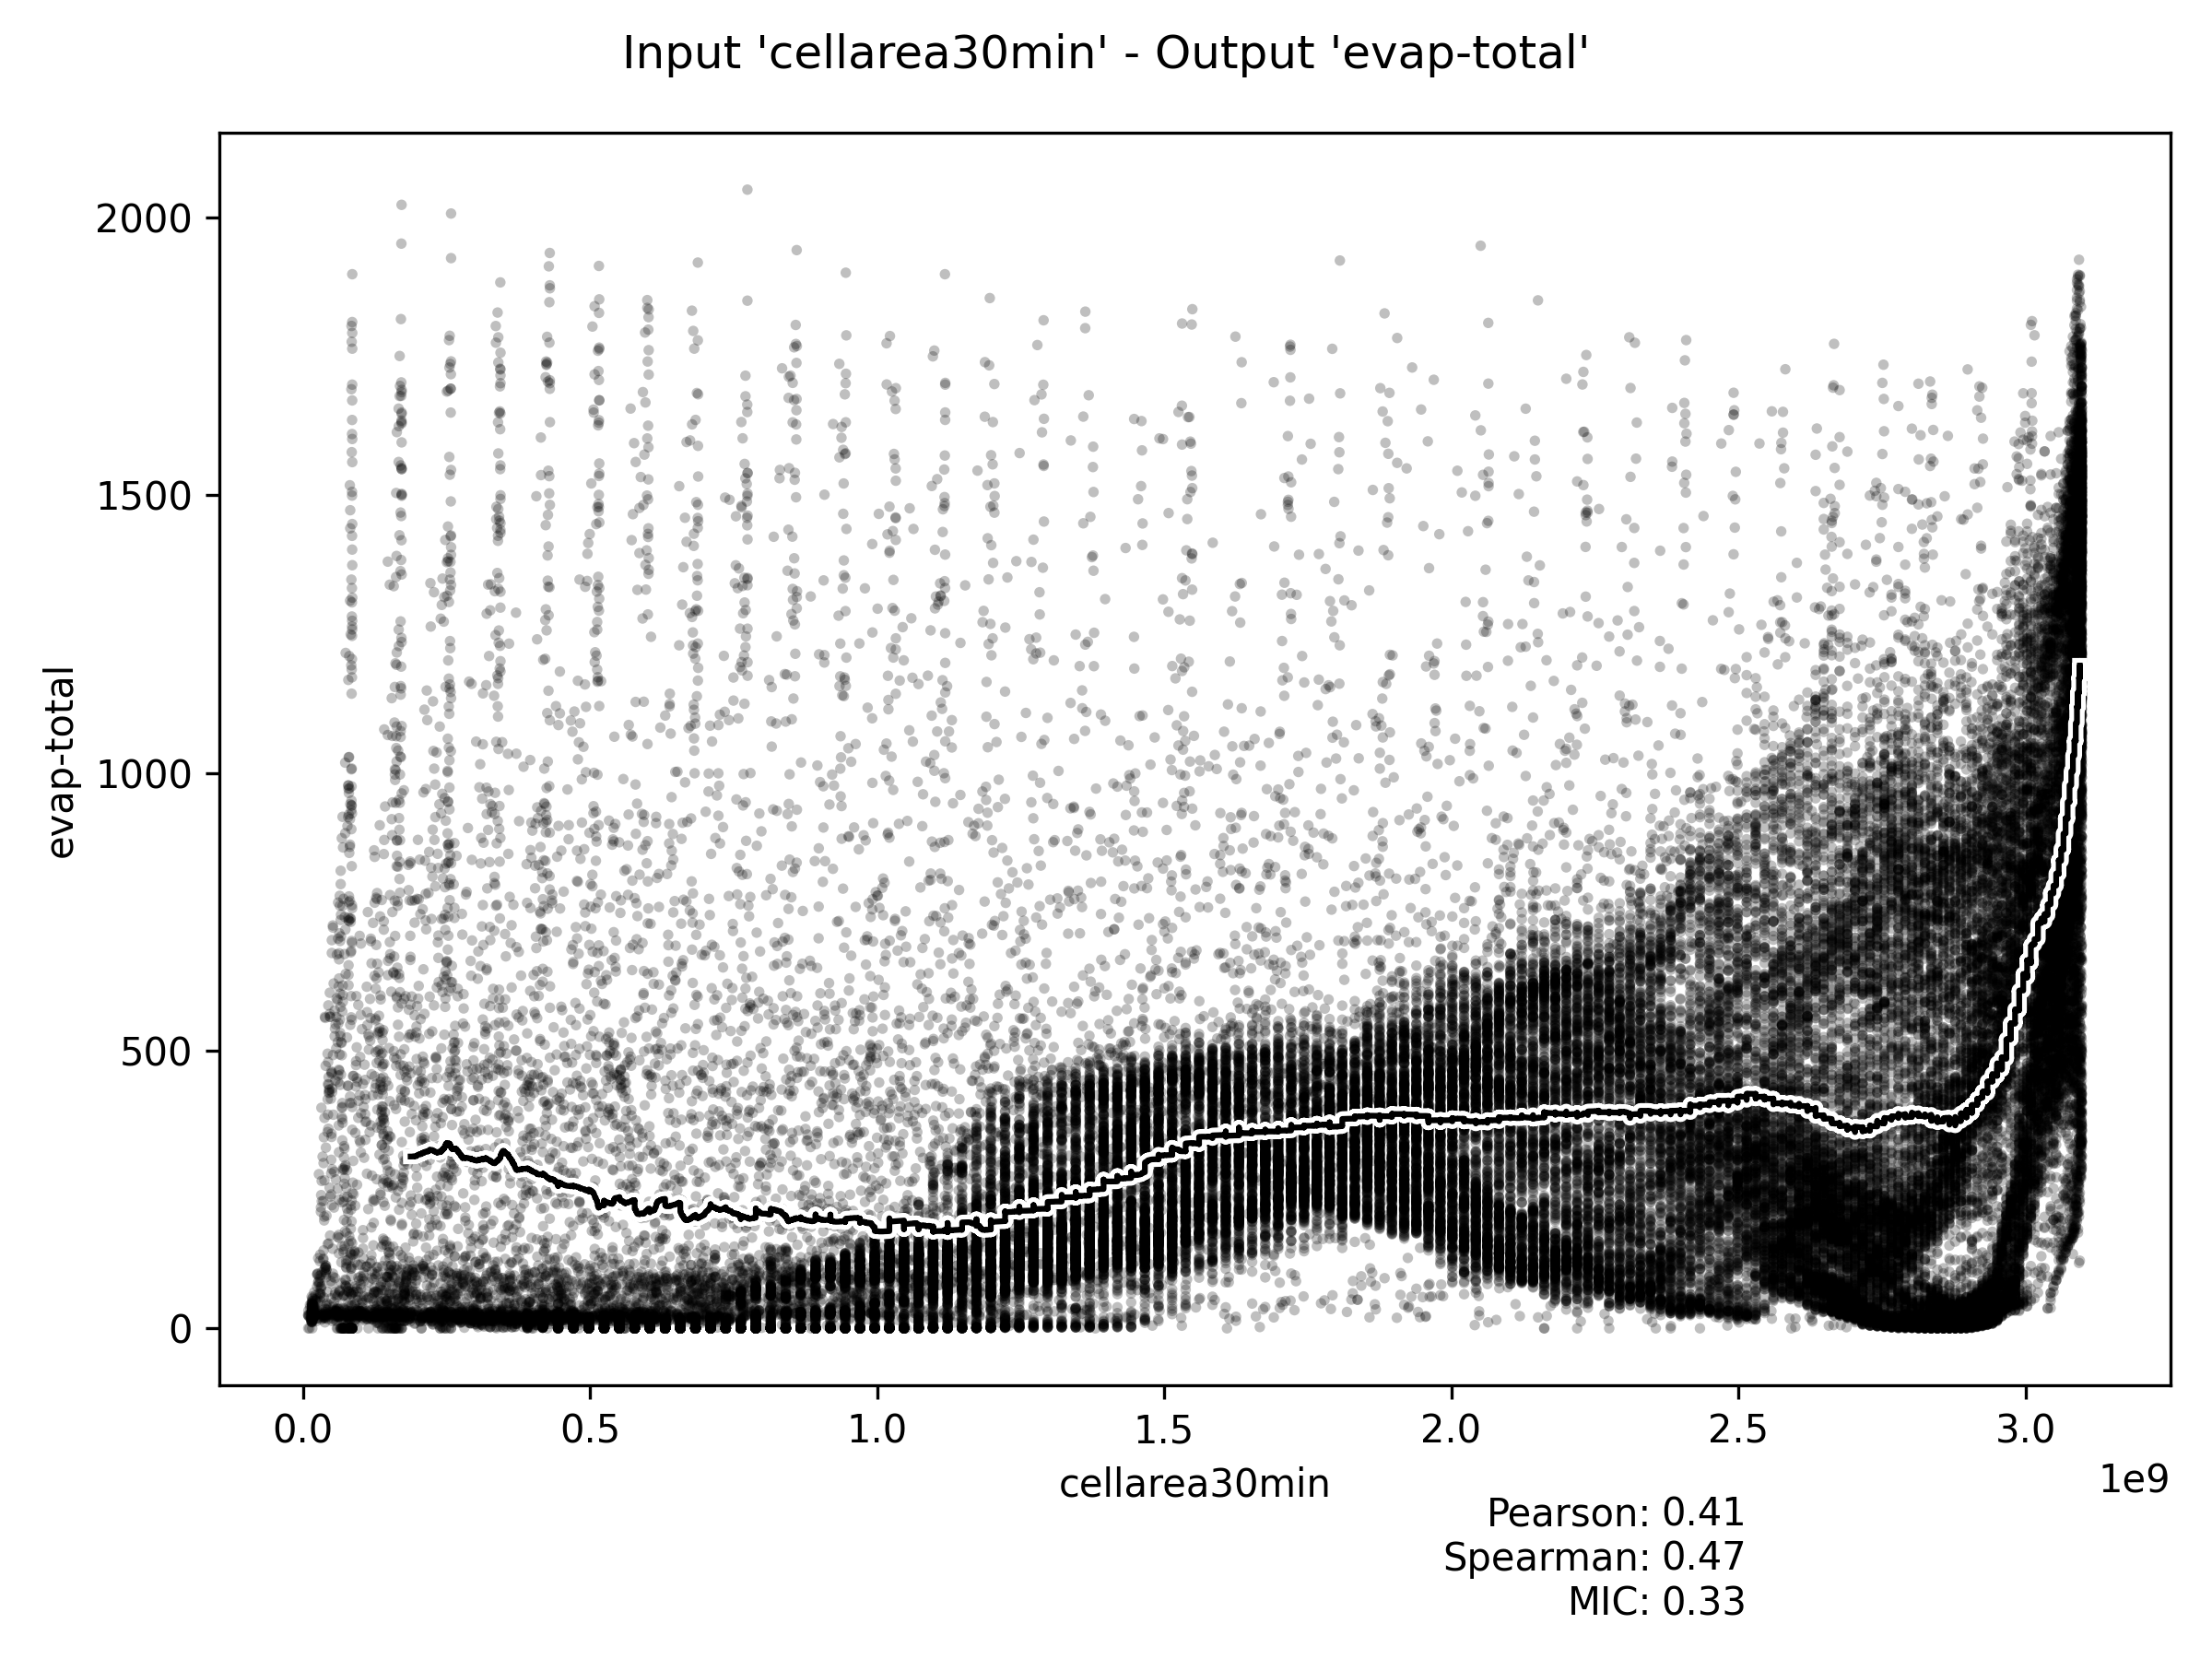 Input 'cellarea30min' - Output 'evap-total'
evap-total
2000
1500
1000
500
0
0.0 0.5 1.0 1.5 2.0 2.5 3.0
1e9
cellarea30min
Pearson: 0.41
Spearman: 0.47
MIC: 0.33